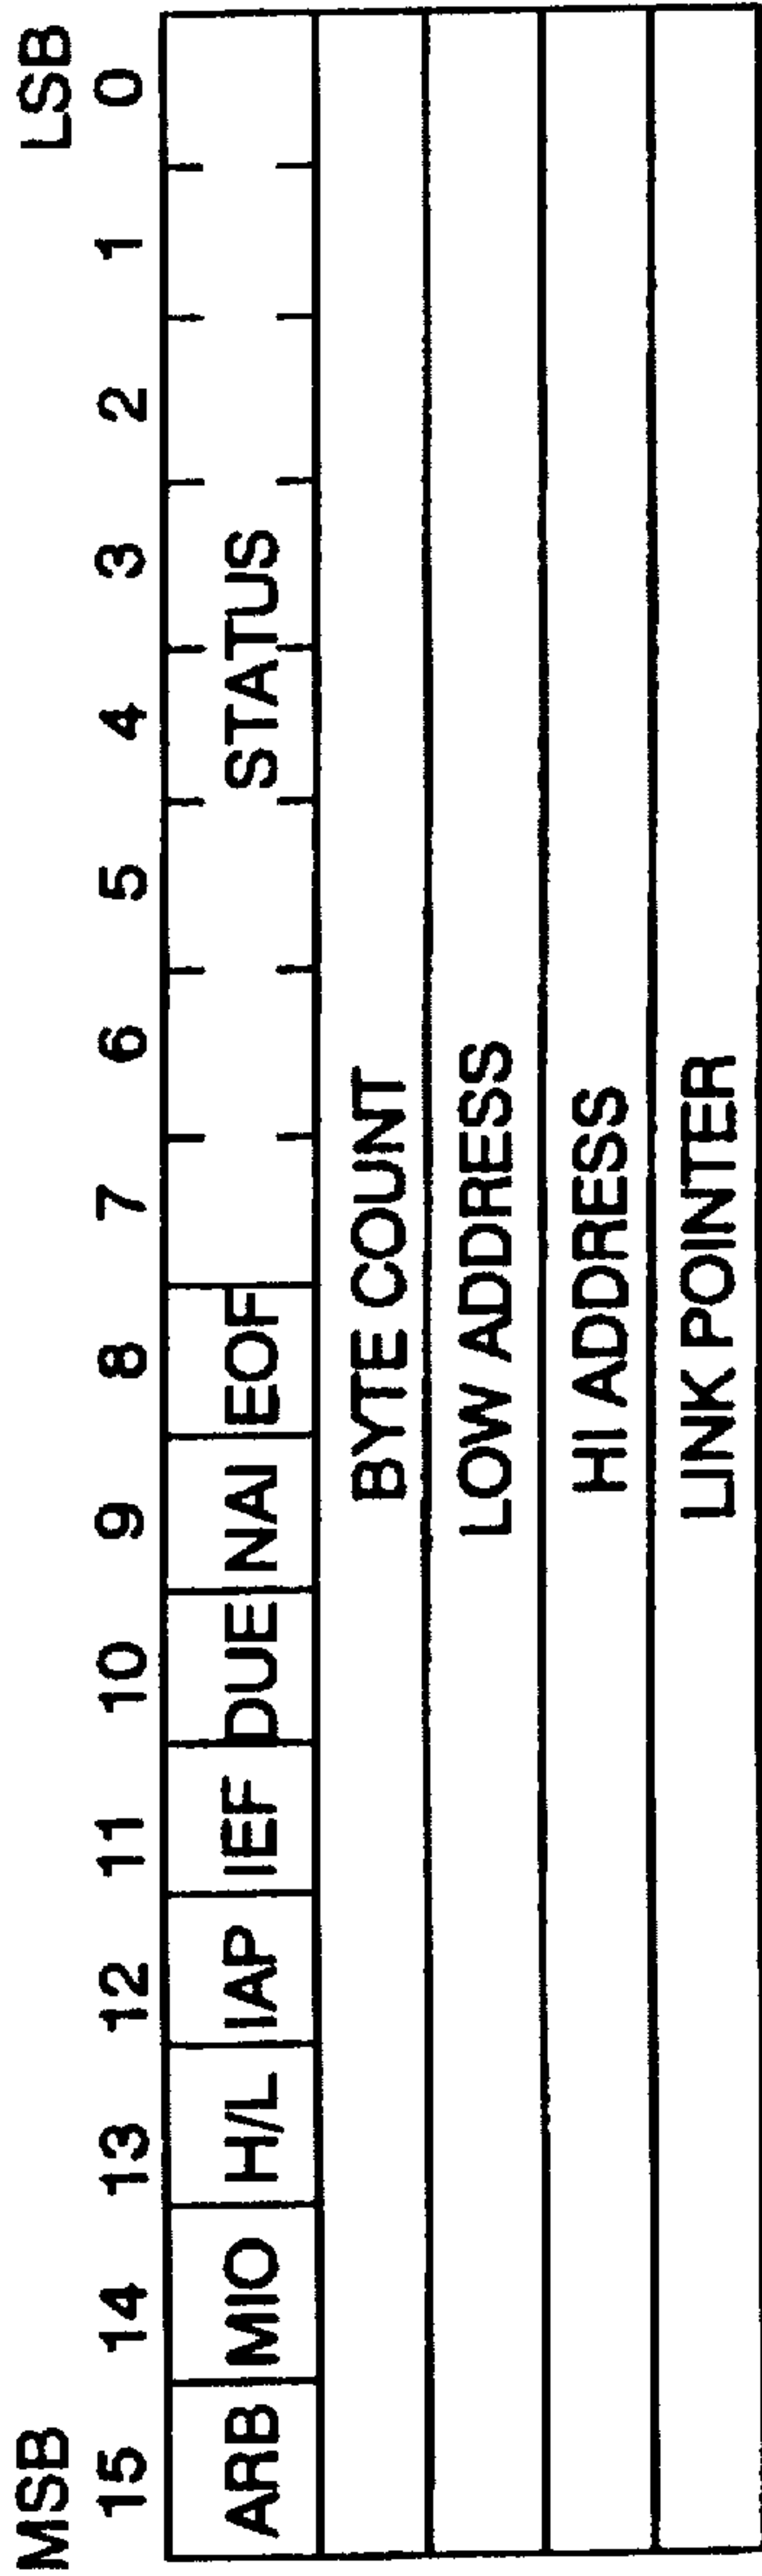 MSB LSB
15 14 13 12 11 10 9 8 7 6 5 4 3 2 1 0
ARB MIO H/L IAP IEF DUE NAI EOF STATUS
BYTE COUNT
LOW ADDRESS
HI ADDRESS
LINK POINTER